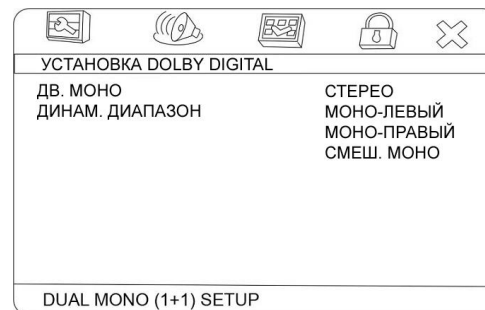 УСТАНОВКА DOLBY DIGITAL
ДВ. МОНО СТЕРЕО
ДИНАМ. ДИАПАЗОН МОНО-ЛЕВЫЙ
МОНО-ПРАВЫЙ
СМЕШ. МОНО
DUAL MONO (1+1) SETUP